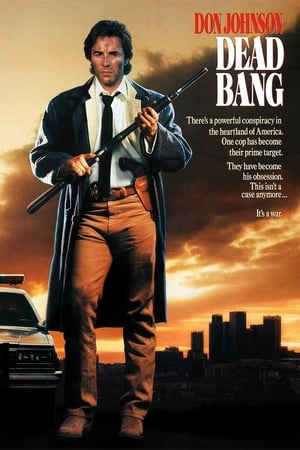 DON JOHNSON
DEAD
BANG
There's a powerful conspiracy in
the heartland of America.
One cop has become
their prime target.
They have become
his obsession.
This isn't a
case anymore...
It's a war.